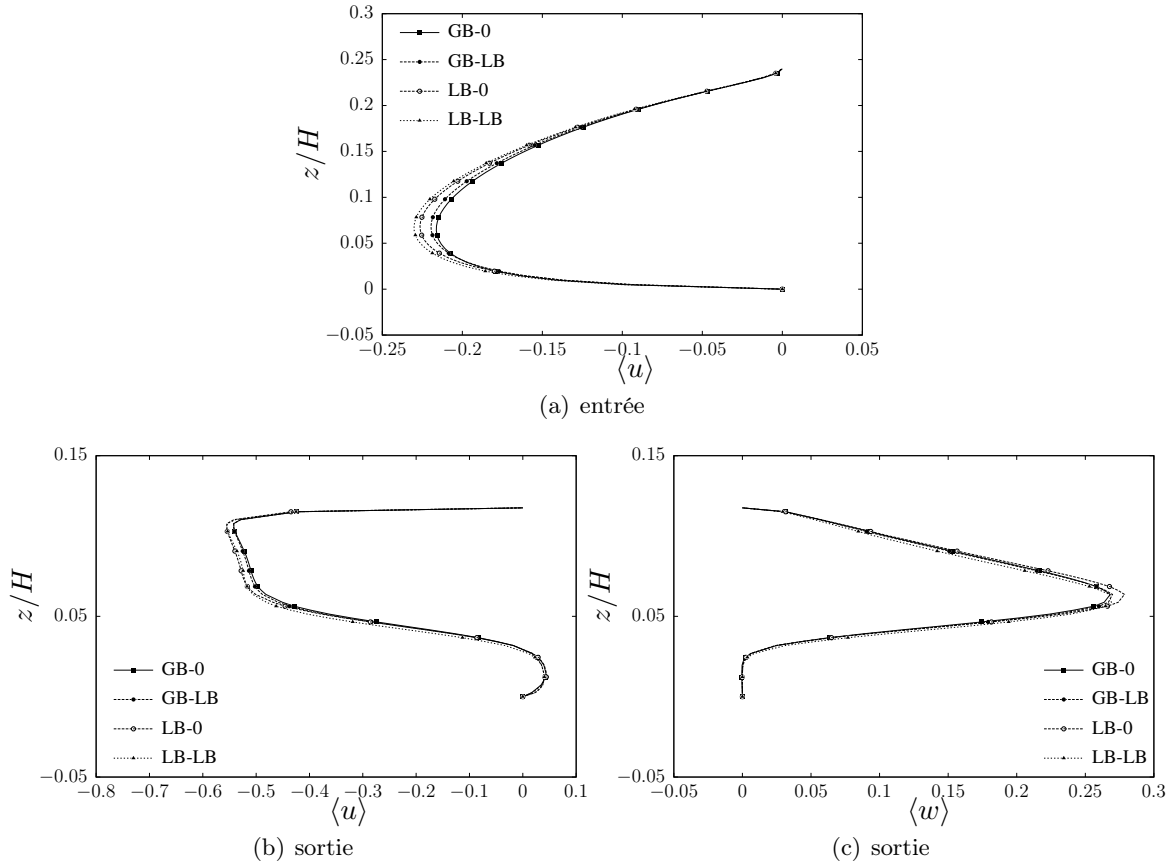 GB-0
GB-LB
LB-0
LB-LB
0.3
0.25
0.2
0.15
0.1
0.05
0
−0.05
z/H
−0.25 −0.2 −0.15 −0.1 −0.05 0 0.05
⟨u⟩
(a) entrée
0.15
0.05
−0.05
z/H
GB-0
GB-LB
LB-0
LB-LB
−0.8 −0.7 −0.6 −0.5 −0.4 −0.3 −0.2 −0.1 0 0.1
⟨u⟩
(b) sortie
0.15
0.05
−0.05
z/H
GB-0
GB-LB
LB-0
LB-LB
−0.05 0 0.05 0.1 0.15 0.2 0.25 0.3
⟨w⟩
(c) sortie